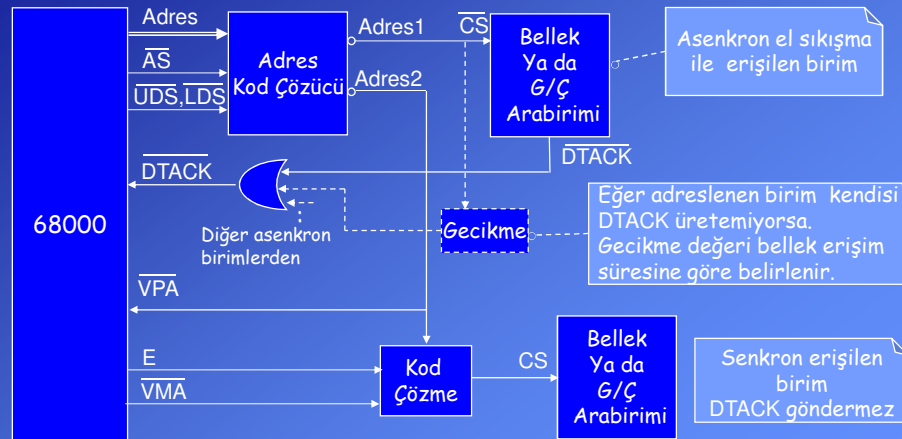 Adres
AS
UDS,LDS
DTACK
68000
VPA
E
VMA
Adres
Kod Çözücü
Adres1
Adres2
CS
Bellek
Ya da
G/Ç
Arabirimi
DTACK
Asenkron el sıkışma
ile erişilen birim
Diğer asenkron
birimlerden
Gecikme
Eğer adreslenen birim kendisi
DTACK üretemiyorsa.
Gecikme değeri bellek erişim
süresine göre belirlenir.
Kod
Çözme
CS
Bellek
Ya da
G/Ç
Arabirimi
Senkron erişilen
birim
DTACK göndermez